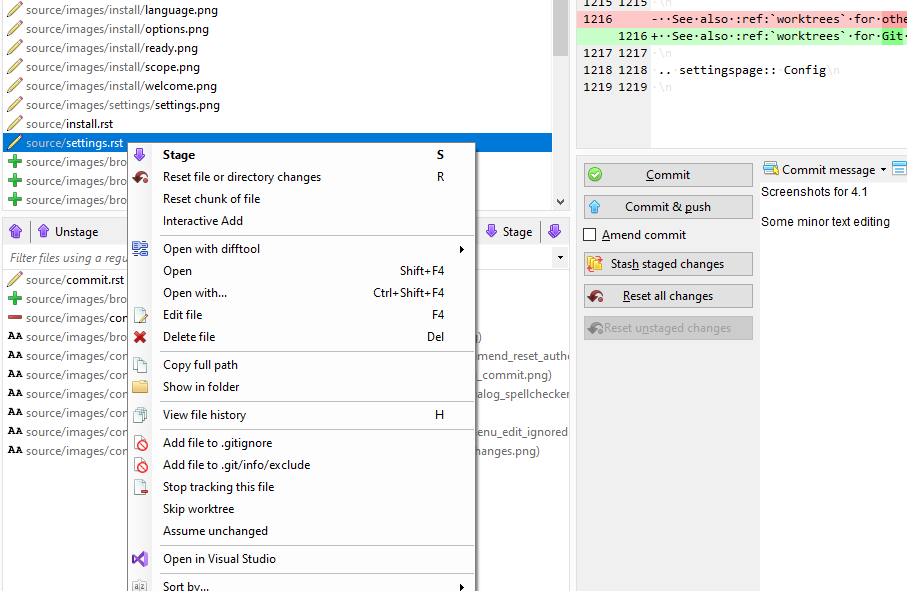 source/images/install/language.png
source/images/install/options.png
source/images/install/ready.png
source/images/install/scope.png
source/images/install/welcome.png
source/images/settings/settings.png
source/install.rst
source/settings.rst
source/images/bro
source/images/bro
source/images/bro
Unstage
Stage
Filter files using a regu
source/commit.rst
source/images/bro
source/images/con
source/images/bro
source/images/con
mend_reset_autho
source/images/con
_commit.png)
source/images/con
alog_spellchecker
source/images/con
source/images/con
enu_edit_ignored
source/images/con
hanges.png)
Stage S
Reset file or directory changes R
Reset chunk of file
Interactive Add
Open with difftool
Open Shift+F4
Open with... Ctrl+Shift+F4
Edit file F4
Delete file Del
Copy full path
Show in folder
View file history H
Add file to .gitignore
Add file to .git/info/exclude
Stop tracking this file
Skip worktree
Assume unchanged
Open in Visual Studio
Sort by...
1215 1215 \n
1216 -··See·also·:ref:`worktrees`·for·othe
1216 +··See·also·:ref:`worktrees`·for·Git
1217 1217 ·\n
1218 1218 ·..·settingspage::·Config\n
1219 1219 ·\n
Commit
Commit & push
Amend commit
Stash staged changes
Reset all changes
Reset unstaged changes
Commit message
Screenshots for 4.1
Some minor text editing